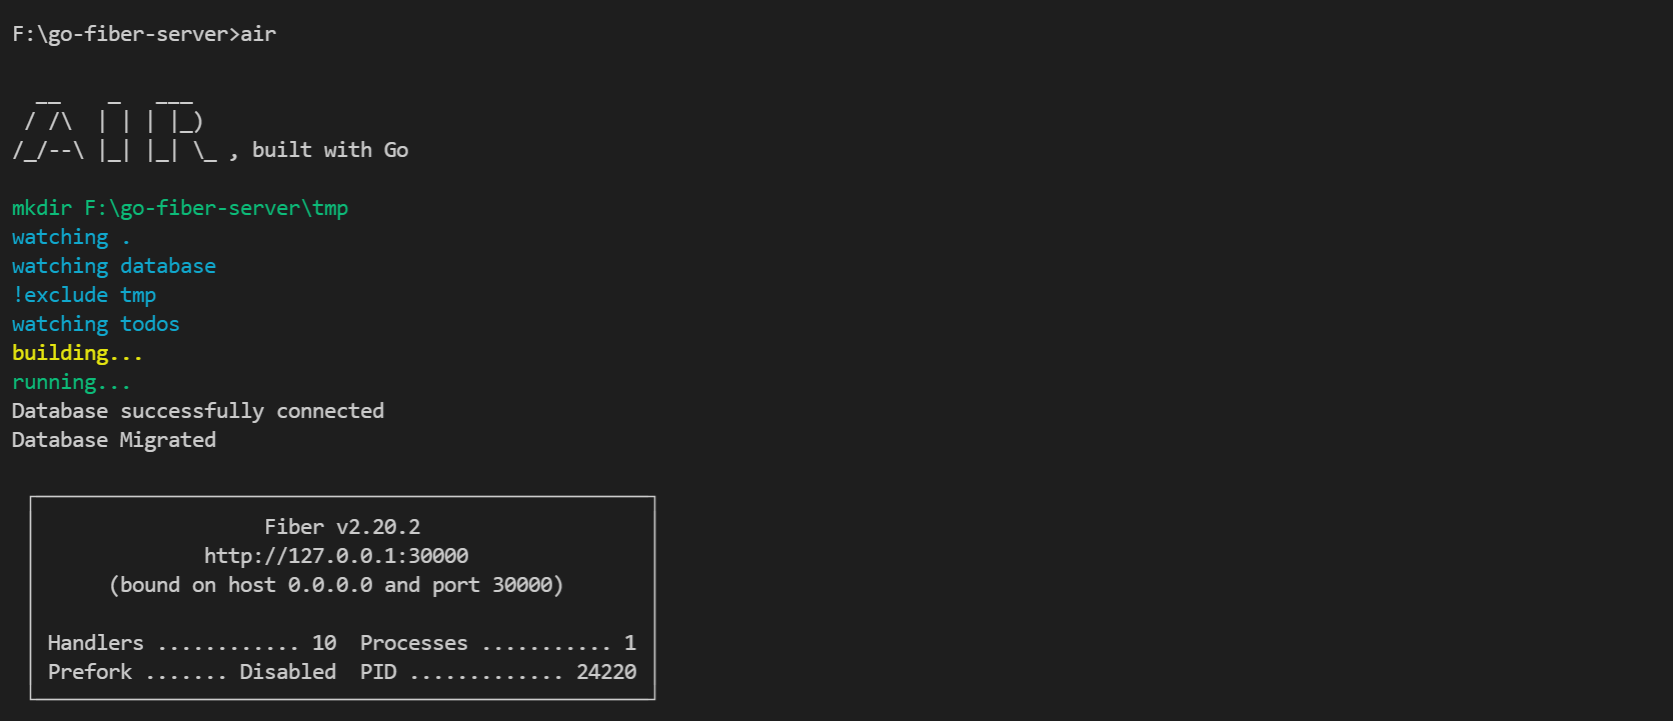 F:\go-fiber-server>air
  __    _   ___
 / /\  | | | |_)
/_/--\ |_| |_| \_ , built with Go
mkdir F:\go-fiber-server\tmp
watching .
watching database
!exclude tmp
watching todos
building...
running...
Database successfully connected
Database Migrated
Fiber v2.20.2
http://127.0.0.1:30000
(bound on host 0.0.0.0 and port 30000)
Handlers ............ 10  Processes ........... 1
Prefork ....... Disabled  PID ............. 24220